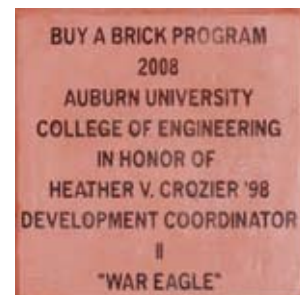 BUY A BRICK PROGRAM
2008
AUBURN UNIVERSITY
COLLEGE OF ENGINEERING
IN HONOR OF
HEATHER V. CROZIER '98
DEVELOPMENT COORDINATOR
II
"WAR EAGLE"